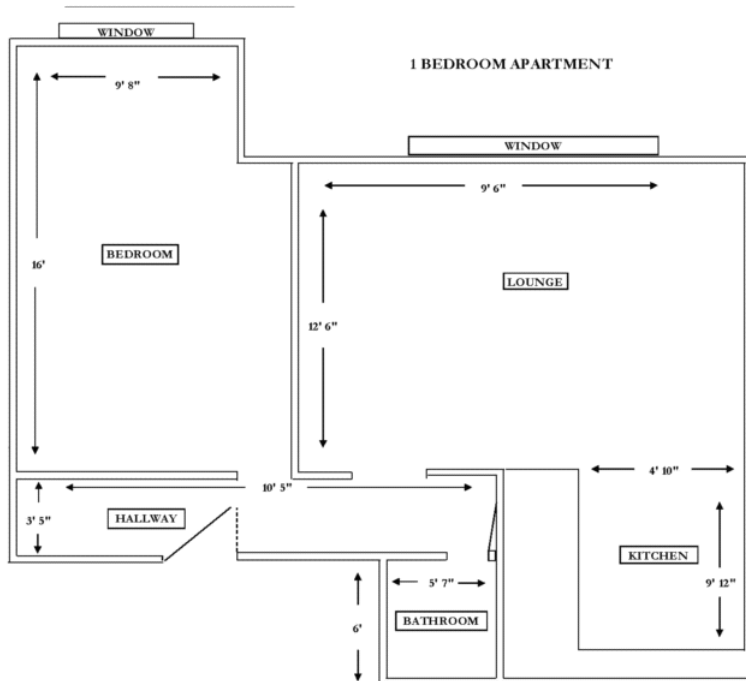 WINDOW
1 BEDROOM APARTMENT
9' 8"
WINDOW
9' 6"
BEDROOM
16'
LOUNGE
12' 6"
4' 10"
10' 5"
3' 5"
HALLWAY
KITCHEN
5' 7"
9' 12"
BATHROOM
6'